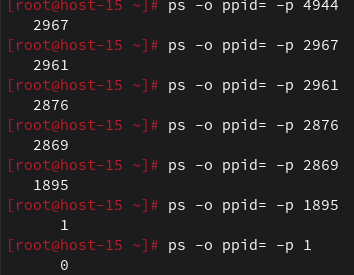 [root@host-15 ~]# ps -o ppid= -p 4944
2967
[root@host-15 ~]# ps -o ppid= -p 2967
2961
[root@host-15 ~]# ps -o ppid= -p 2961
2876
[root@host-15 ~]# ps -o ppid= -p 2876
2869
[root@host-15 ~]# ps -o ppid= -p 2869
1895
[root@host-15 ~]# ps -o ppid= -p 1895
1
[root@host-15 ~]# ps -o ppid= -p 1
0